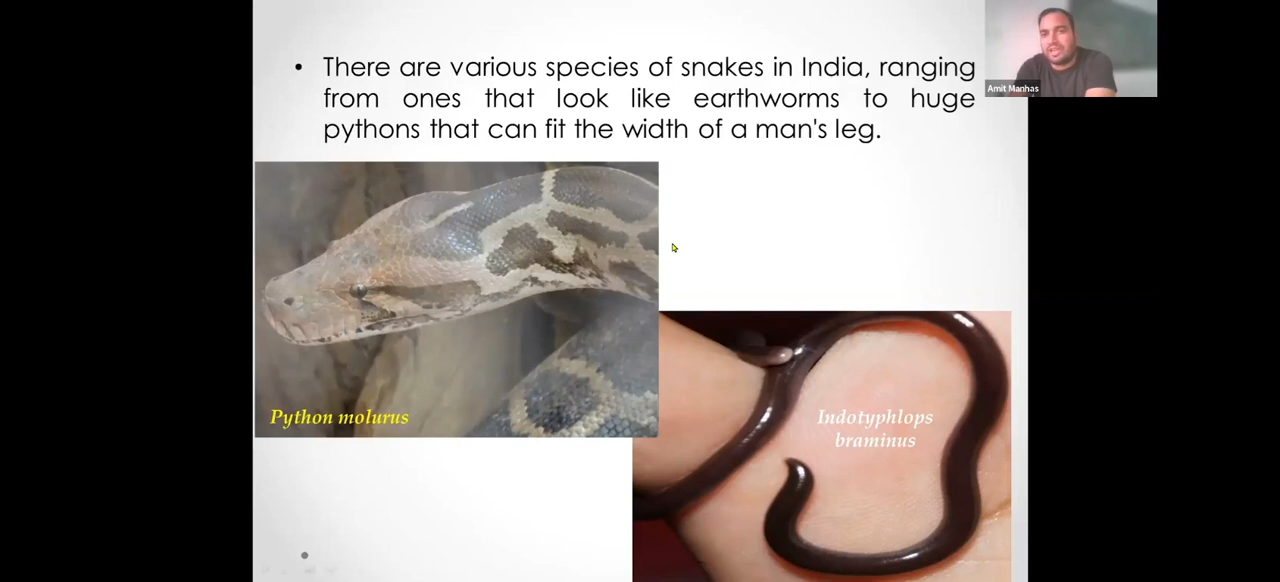 • There are various species of snakes in India, ranging
from ones that look like earthworms to huge
pythons that can fit the width of a man's leg.
Amit Manhas
Python molurus
Indotyphlops
braminus